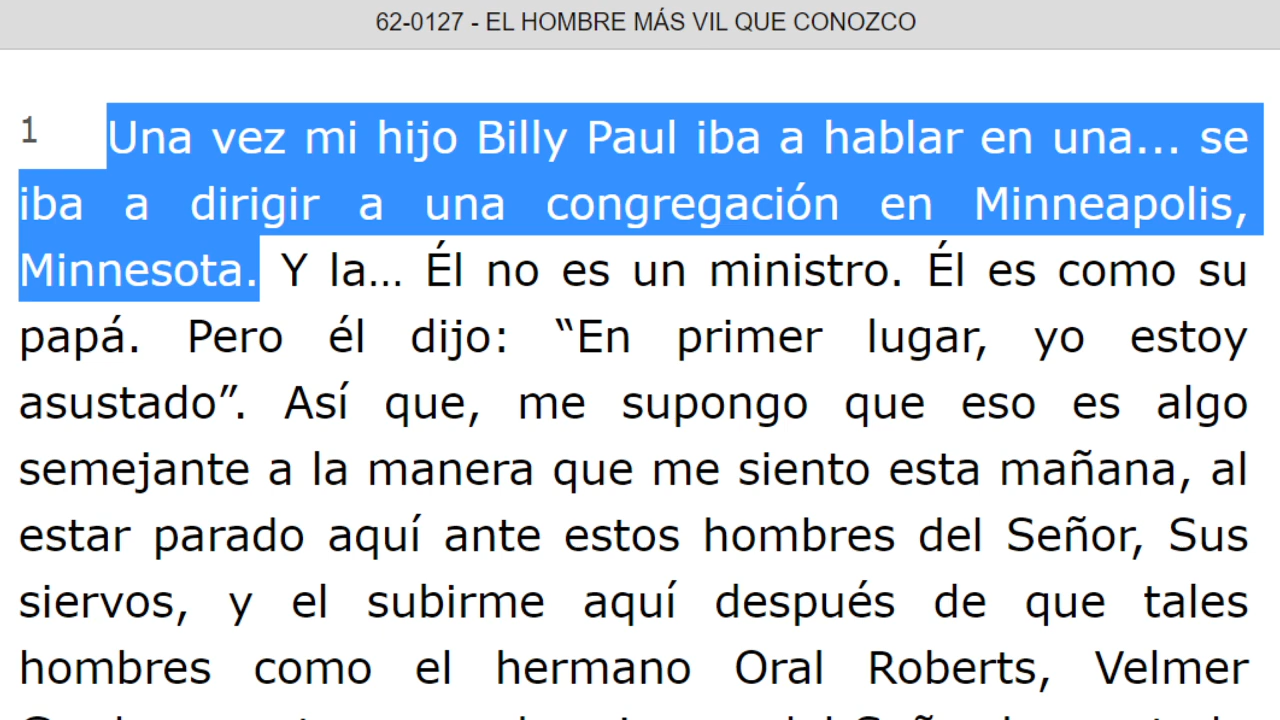 62-0127 - EL HOMBRE MÁS VIL QUE CONOZCO
1 Una vez mi hijo Billy Paul iba a hablar en una... se
iba a dirigir a una congregación en Minneapolis,
Minnesota. Y la... Él no es un ministro. Él es como su
papá. Pero él dijo: “En primer lugar, yo estoy
asustado”. Así que, me supongo que eso es algo
semejante a la manera que me siento esta mañana, al
estar parado aquí ante estos hombres del Señor, Sus
siervos, y el subirme aquí después de que tales
hombres como el hermano Oral Roberts, Velmer